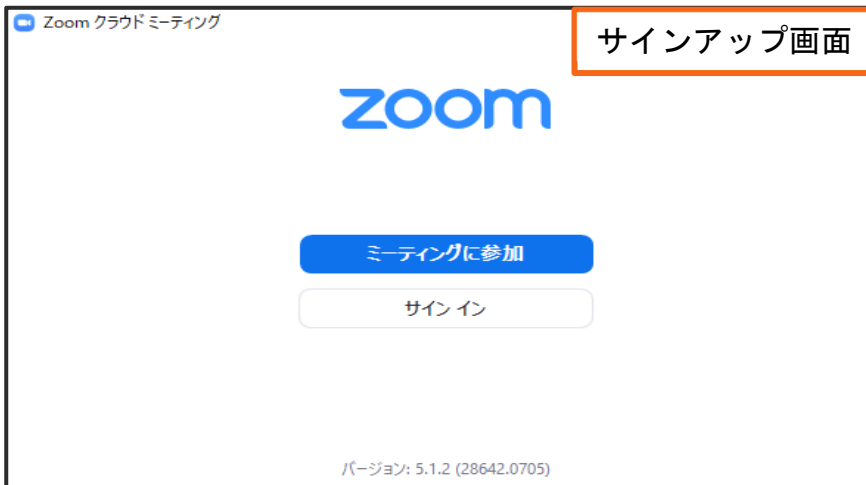 Zoom クラウド ミーティング
サインアップ画面
zoom
ミーティングに参加
サイン イン
バージョン: 5.1.2 (28642.0705)